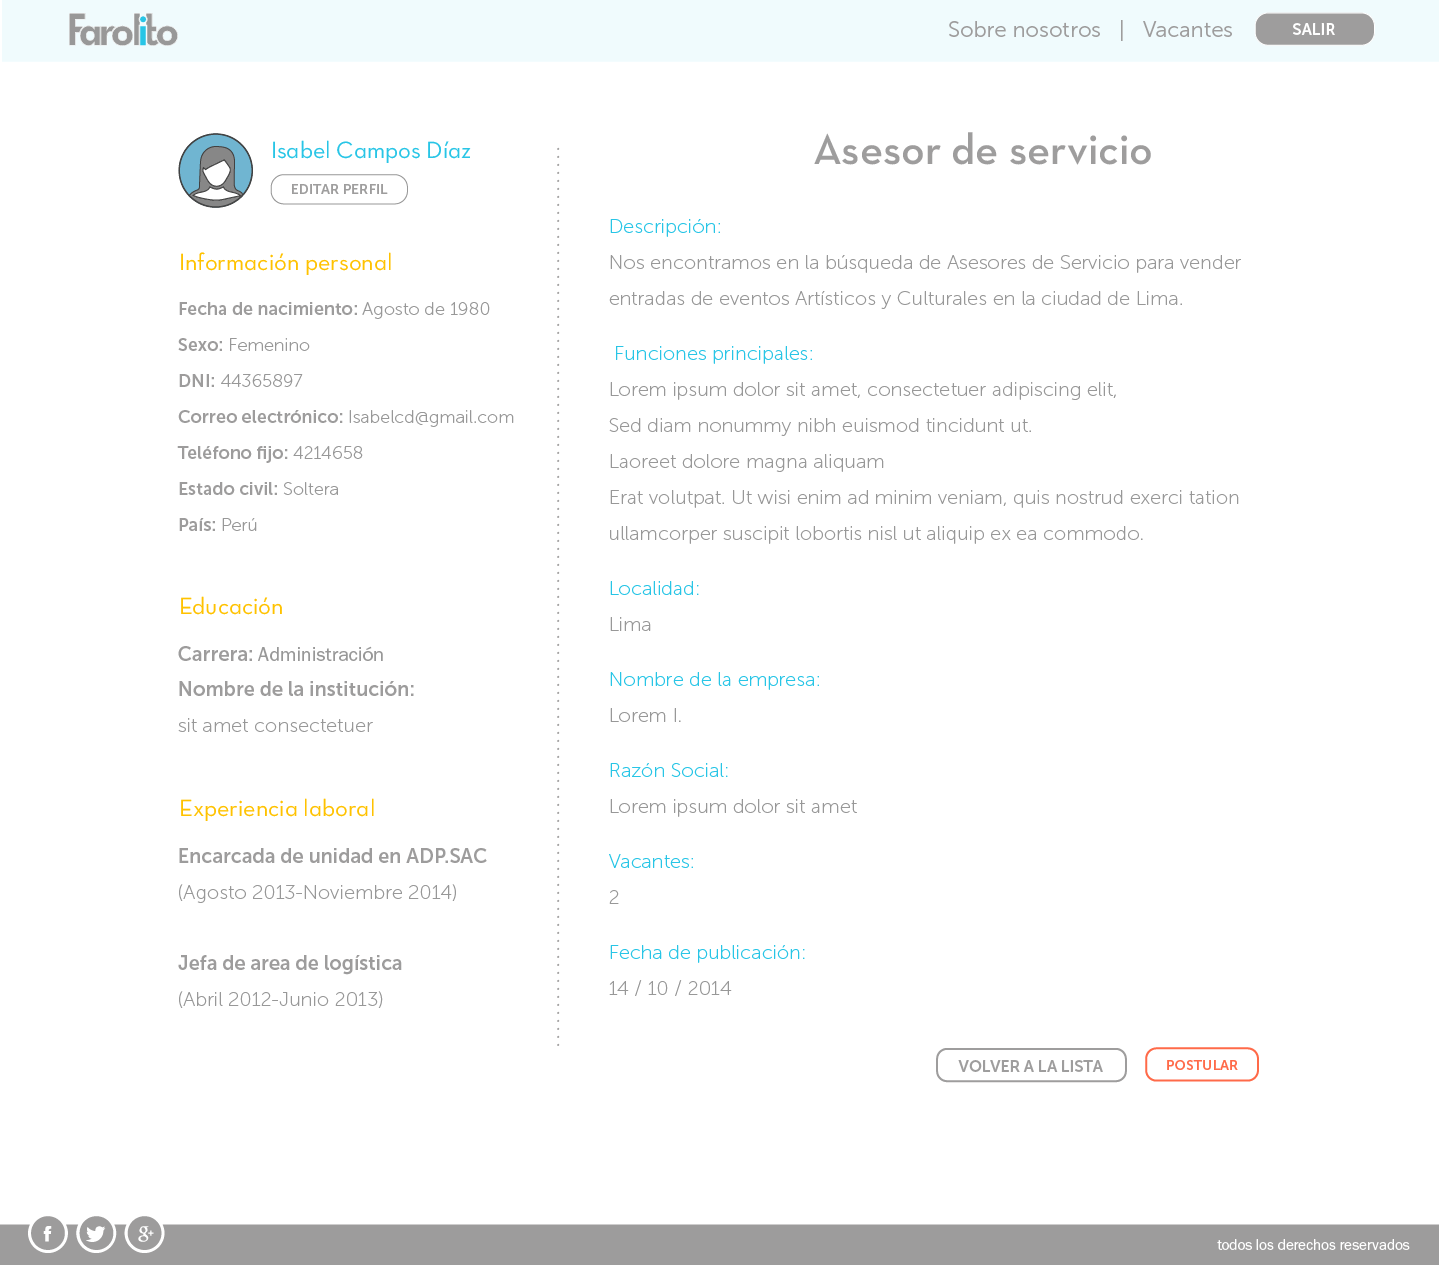 Farolito
Sobre nosotros | Vacantes SALIR
Isabel Campos Díaz
EDITAR PERFIL
Información personal
Fecha de nacimiento: Agosto de 1980
Sexo: Femenino
DNI: 44365897
Correo electrónico: Isabelcd@gmail.com
Teléfono fijo: 4214658
Estado civil: Soltera
País: Perú
Educación
Carrera: Administración
Nombre de la institución:
sit amet consectetuer
Experiencia laboral
Encarcada de unidad en ADP.SAC
(Agosto 2013-Noviembre 2014)
Jefa de area de logística
(Abril 2012-Junio 2013)
Asesor de servicio
Descripción:
Nos encontramos en la búsqueda de Asesores de Servicio para vender
entradas de eventos Artísticos y Culturales en la ciudad de Lima.
Funciones principales:
Lorem ipsum dolor sit amet, consectetuer adipiscing elit,
Sed diam nonummy nibh euismod tincidunt ut.
Laoreet dolore magna aliquam
Erat volutpat. Ut wisi enim ad minim veniam, quis nostrud exerci tation
ullamcorper suscipit lobortis nisl ut aliquip ex ea commodo.
Localidad:
Lima
Nombre de la empresa:
Lorem I.
Razón Social:
Lorem ipsum dolor sit amet
Vacantes:
2
Fecha de publicación:
14 / 10 / 2014
VOLVER A LA LISTA
POSTULAR
todos los derechos reservados